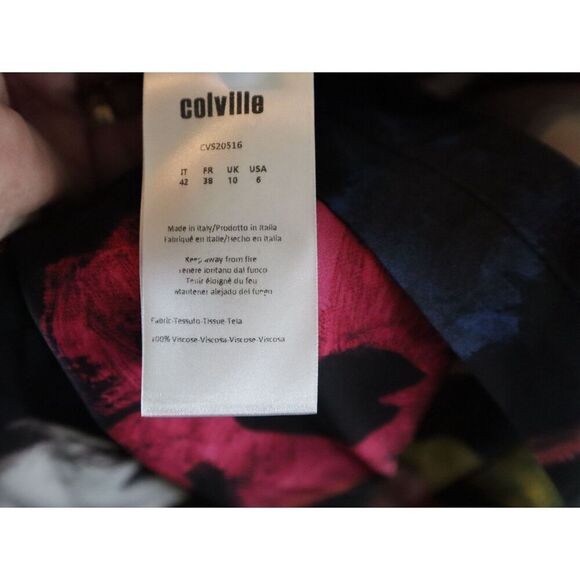 colville
CVS20516
IT FR UK USA
42 38 10 6
Made in Italy/Prodotto in Italia
Fabriqué en Italie/Hecho en Italia
Keep away from fire
Tenere lontano dal fuoco
Tenir éloigné du feu
Mantener alejado del fuego
Fabric-Tessuto-Tissue-Tela
100% Viscose-Viscosa-Viscose-Viscosa